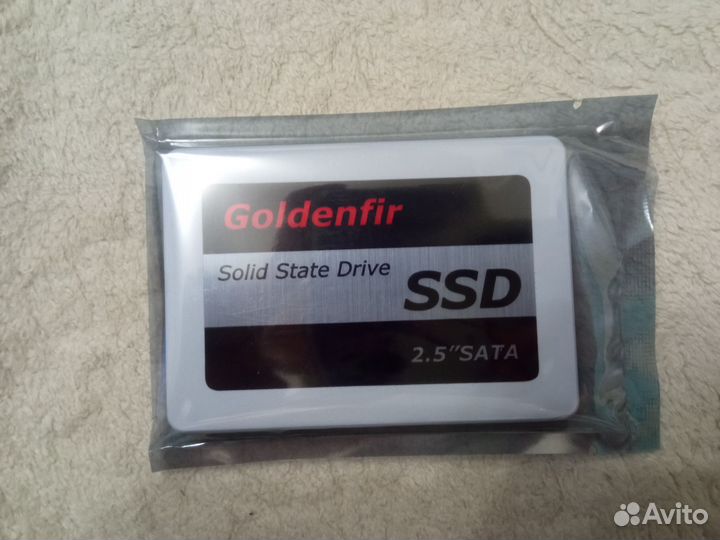 Goldenfir
Solid State Drive
SSD
2.5"SATA
Avito